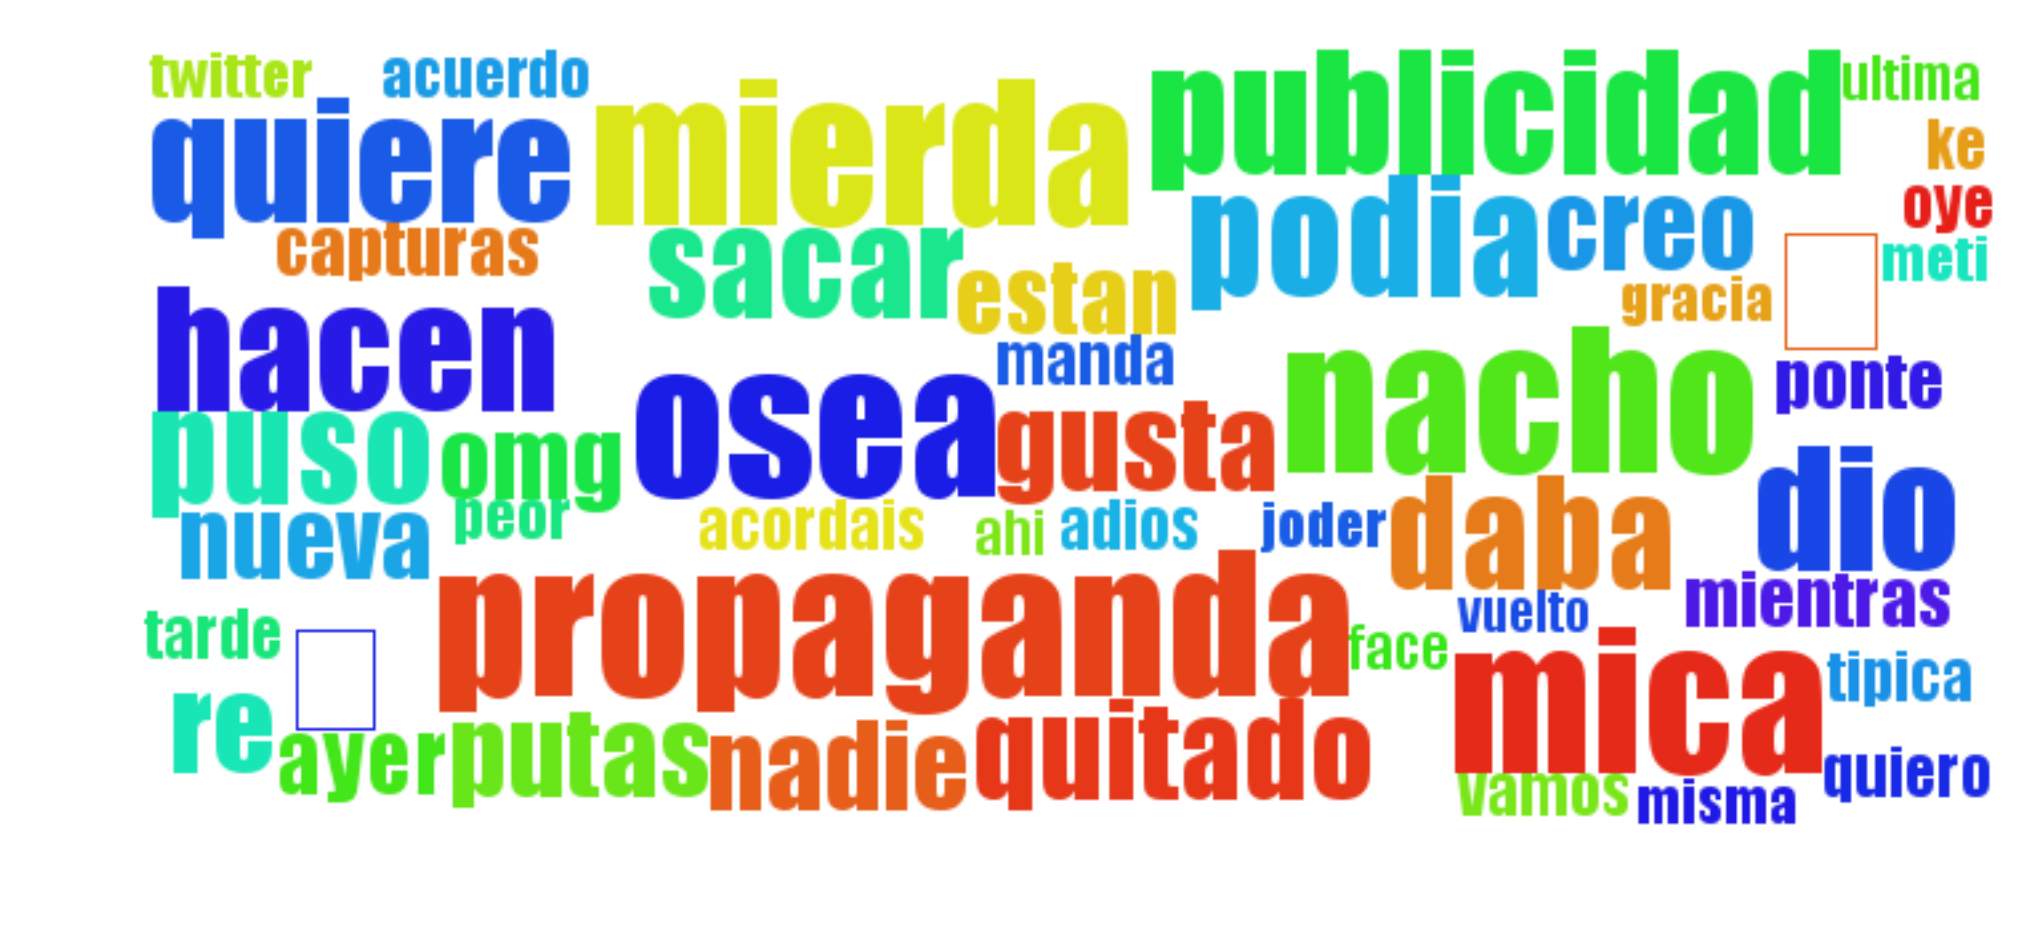 twitter acuerdo mierda publicidad ultima
quiere ke
capturas sacar podia creo oye
estan gracia meti
hacen manda nacho ponte
puso omg osea gusta dio
nueva peor acordais ahi adios joder daba
propaganda vuelto mientras
tarde face mica tipica
re ayer putas nadie quitado quiero
vamos misma